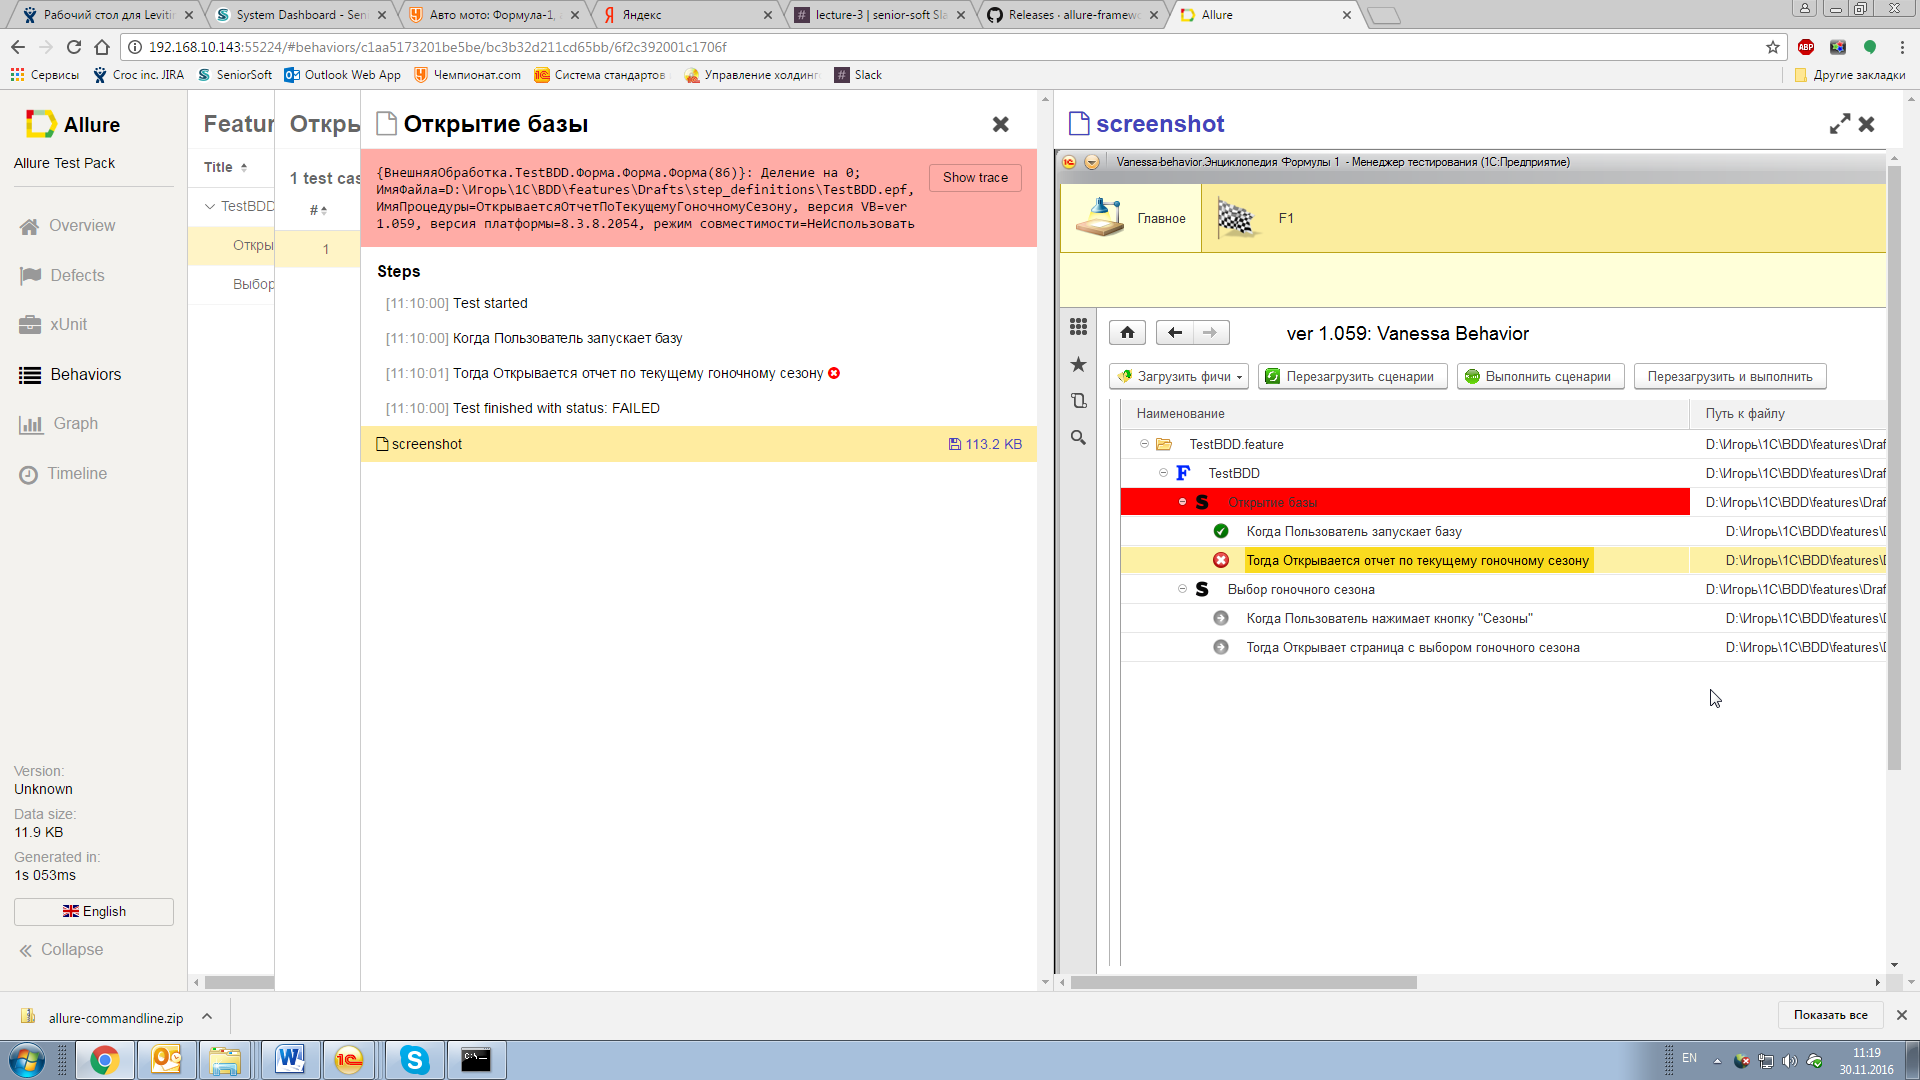 Рабочий стол для Leviti
System Dashboard - Sen
Авто мото: Формула-1,
Яндекс
lecture-3 | senior-soft Sla
Releases · allure-framew
Allure
192.168.10.143:55224/#behaviors/c1aa5173201be5be/bc3b32d211cd65bb/6f2c392001c1706f
ABP
Сервисы
Croc inc. JIRA
SeniorSoft
Outlook Web App
Чемпионат.com
Система стандартов
Управление холдинг
Slack
Другие закладки
Allure
Allure Test Pack
Overview
Defects
xUnit
Behaviors
Graph
Timeline
Version:
Unknown
Data size:
11.9 KB
Generated in:
1s 053ms
English
Collapse
Featur
Title
TestBDD
Откры
Выбор
Откры
1 test cas
#
1
Открытие базы
{ВнешняяОбработка.TestBDD.Форма.Форма.Форма(86)}: Деление на 0;
ИмяФайла=D:\Игорь\1С\BDD\features\Drafts\step_definitions\TestBDD.epf,
ИмяПроцедуры=ОткрываетсяОтчетПоТекущемуГоночномуСезону, версия VB=ver
1.059, версия платформы=8.3.8.2054, режим совместимости=НеИспользовать
Show trace
Steps
[11:10:00] Test started
[11:10:00] Когда Пользователь запускает базу
[11:10:01] Тогда Открывается отчет по текущему гоночному сезону
[11:10:00] Test finished with status: FAILED
screenshot
113.2 KB
screenshot
Vanessa-behavior.Энциклопедия Формулы 1 - Менеджер тестирования (1С:Предприятие)
Главное
F1
ver 1.059: Vanessa Behavior
Загрузить фичи
Перезагрузить сценарии
Выполнить сценарии
Перезагрузить и выполнить
Наименование
Путь к файлу
TestBDD.feature
D:\Игорь\1С\BDD\features\Draf
F TestBDD
D:\Игорь\1С\BDD\features\Draf
S Открытие базы
D:\Игорь\1С\BDD\features\Draf
Когда Пользователь запускает базу
D:\Игорь\1С\BDD\features\D
Тогда Открывается отчет по текущему гоночному сезону
D:\Игорь\1С\BDD\features\D
S Выбор гоночного сезона
D:\Игорь\1С\BDD\features\Draf
Когда Пользователь нажимает кнопку "Сезоны"
D:\Игорь\1С\BDD\features\D
Тогда Открывает страница с выбором гоночного сезона
D:\Игорь\1С\BDD\features\D
allure-commandline.zip
Показать все
EN
11:19
30.11.2016